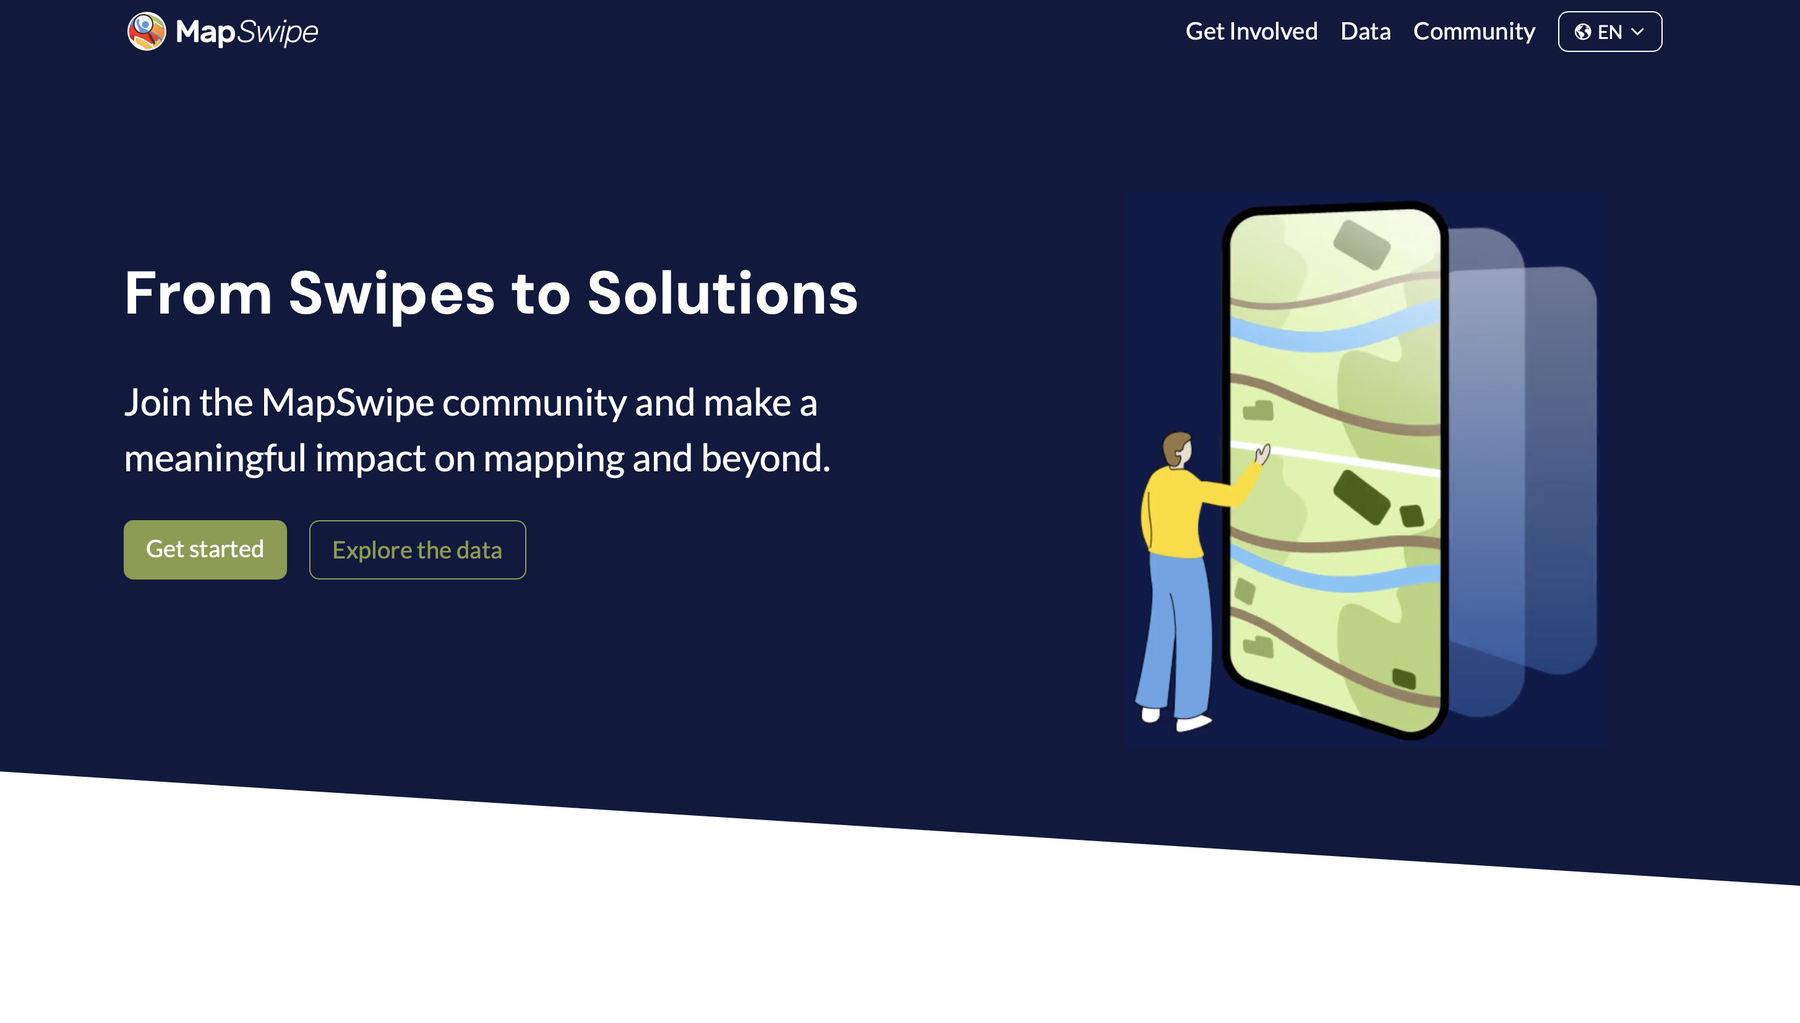 MapSwipe
Get Involved
Data
Community
EN
From Swipes to Solutions
Join the MapSwipe community and make a
meaningful impact on mapping and beyond.
Get started
Explore the data